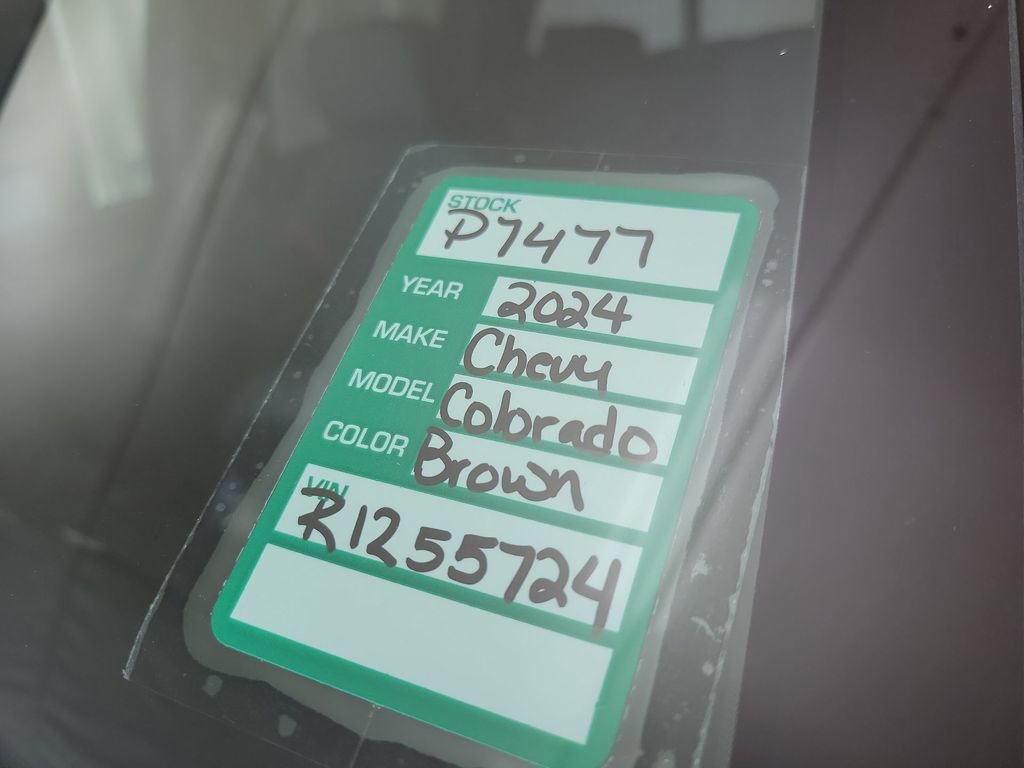 STOCK
P7477
YEAR 2024
MAKE Chevy
MODEL Colorado
COLOR Brown
VIN
R1255724